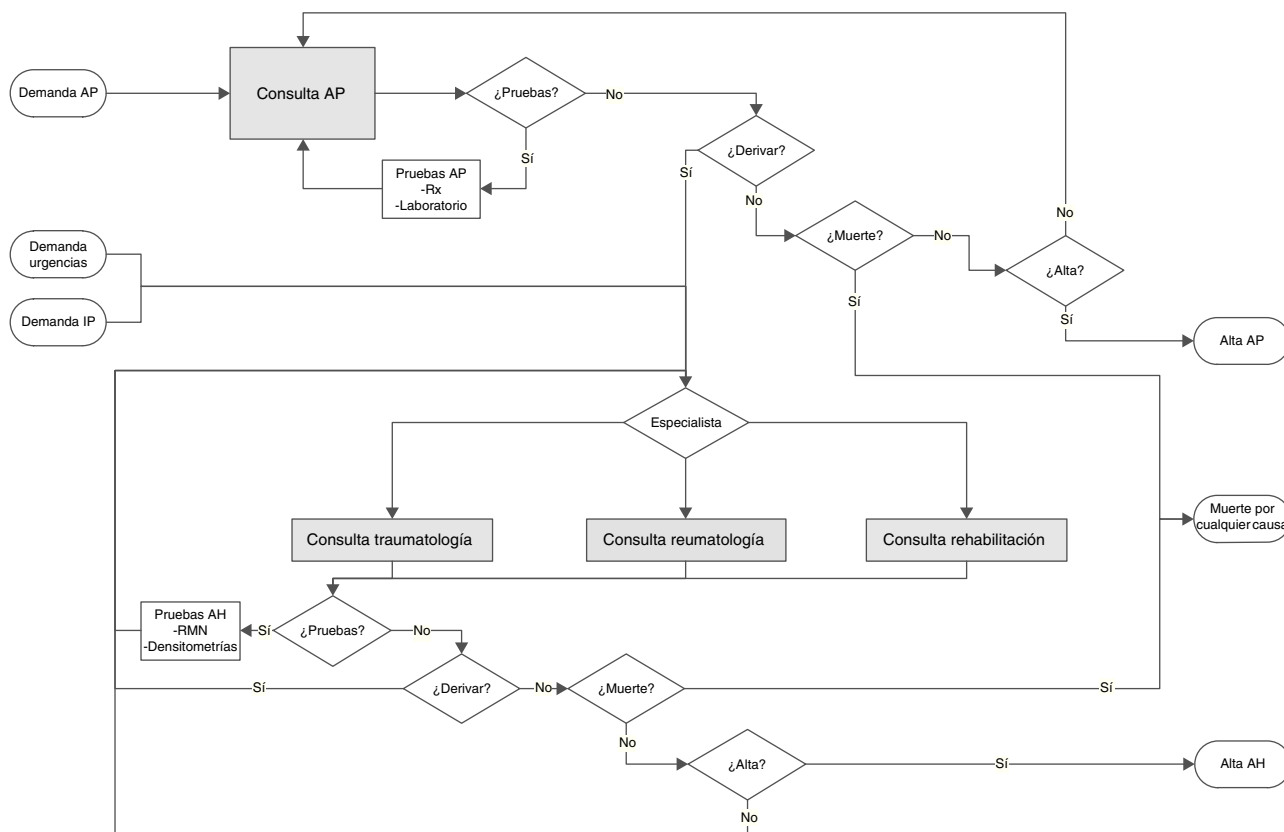 Demanda AP
Consulta AP
¿Pruebas?
No
Sí
Pruebas AP
-Rx
-Laboratorio
¿Derivar?
Sí
No
¿Muerte?
No
Sí
No
¿Alta?
Sí
Alta AP
Demanda
urgencias
Demanda IP
Especialista
Consulta traumatología
Consulta reumatología
Consulta rehabilitación
Muerte por
cualquier causa
Pruebas AH
-RMN
-Densitometrías
Sí
¿Pruebas?
No
Sí
¿Derivar?
No
¿Muerte?
Sí
No
¿Alta?
Sí
Alta AH
No